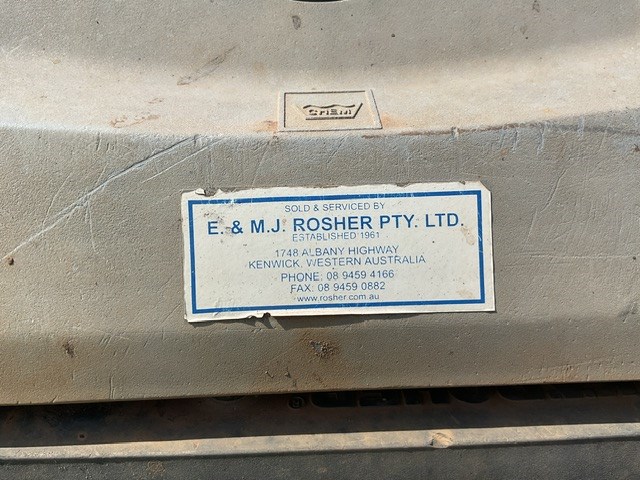 SOLD & SERVICED BY
E. & M.J. ROSHER PTY. LTD.
ESTABLISHED 1961
1748 ALBANY HIGHWAY
KENWICK, WESTERN AUSTRALIA
PHONE: 08 9459 4166
FAX: 08 9459 0882
www.rosher.com.au